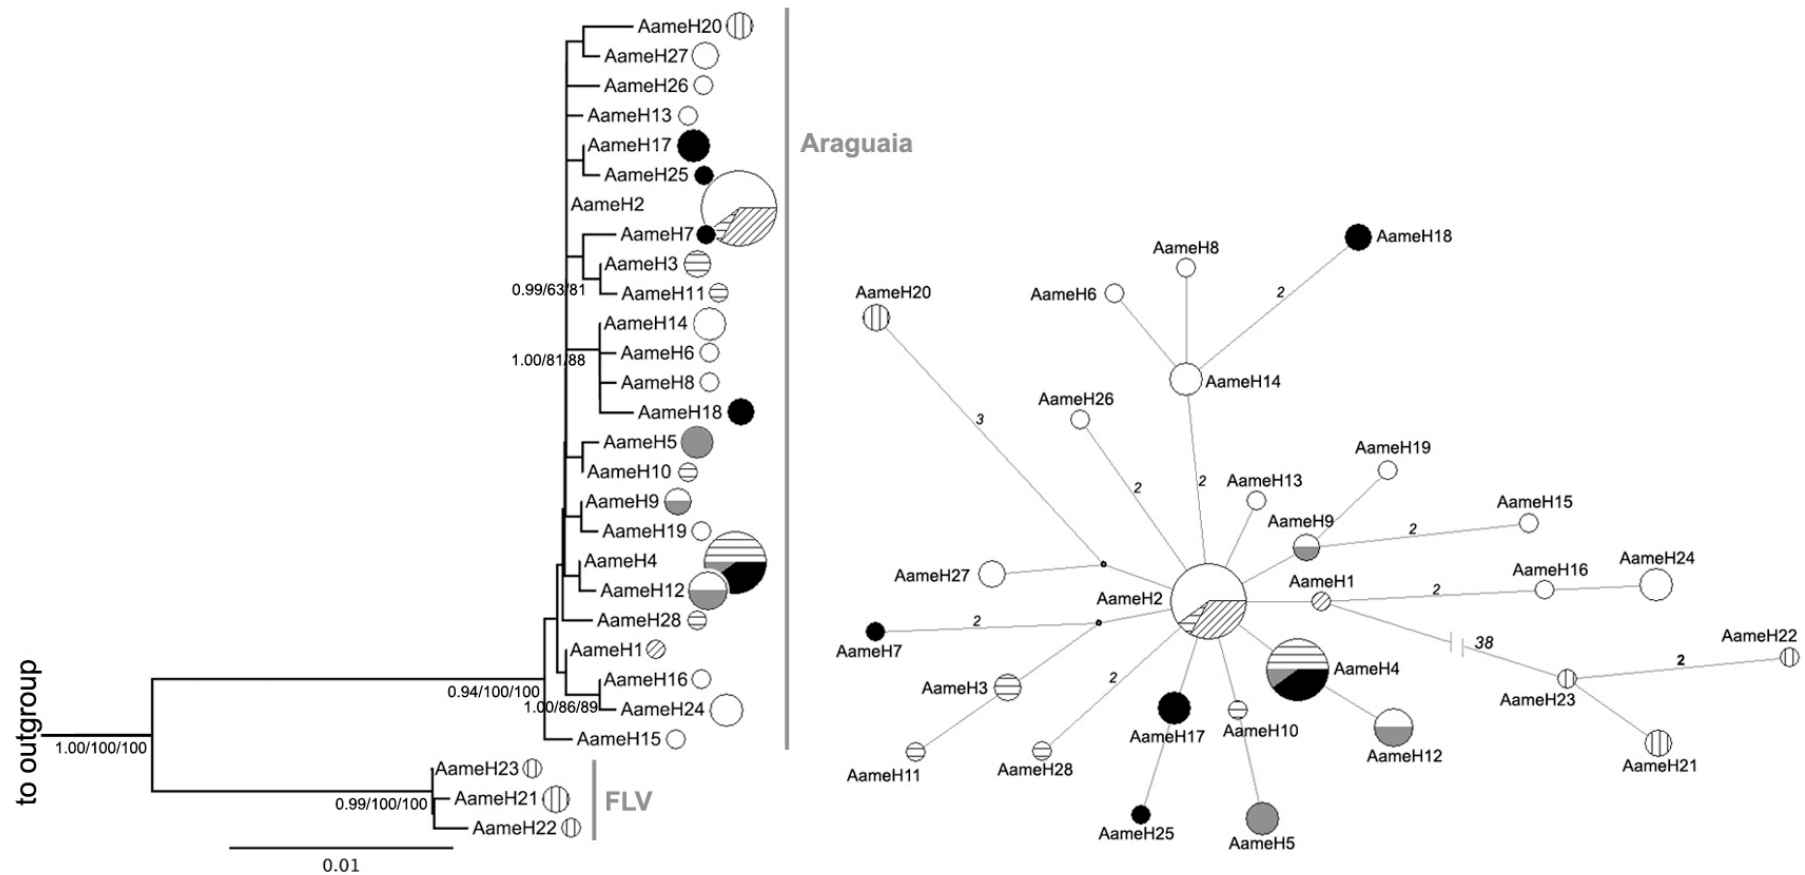 AameH20
AameH27
AameH26
AameH13
AameH17
AameH25
AameH2
AameH7
AameH3
0.99/63/81
AameH11
AameH14
AameH6
1.00/81/88
AameH8
AameH18
AameH5
AameH10
AameH9
AameH19
AameH4
AameH12
AameH28
AameH1
AameH16
0.94/100/100
AameH24
1.00/86/89
AameH15
to outgroup
1.00/100/100
AameH23
AameH21
0.99/100/100
AameH22
0.01
Araguaia
FLV
AameH18
AameH8
AameH6
2
AameH20
AameH14
AameH26
3
AameH19
2
2
AameH13
AameH15
AameH9
2
AameH24
AameH16
AameH27
AameH1
2
AameH2
2
AameH7
38
AameH22
2
AameH4
2
AameH3
AameH23
AameH17
AameH10
AameH12
AameH21
AameH11
AameH28
AameH25
AameH5